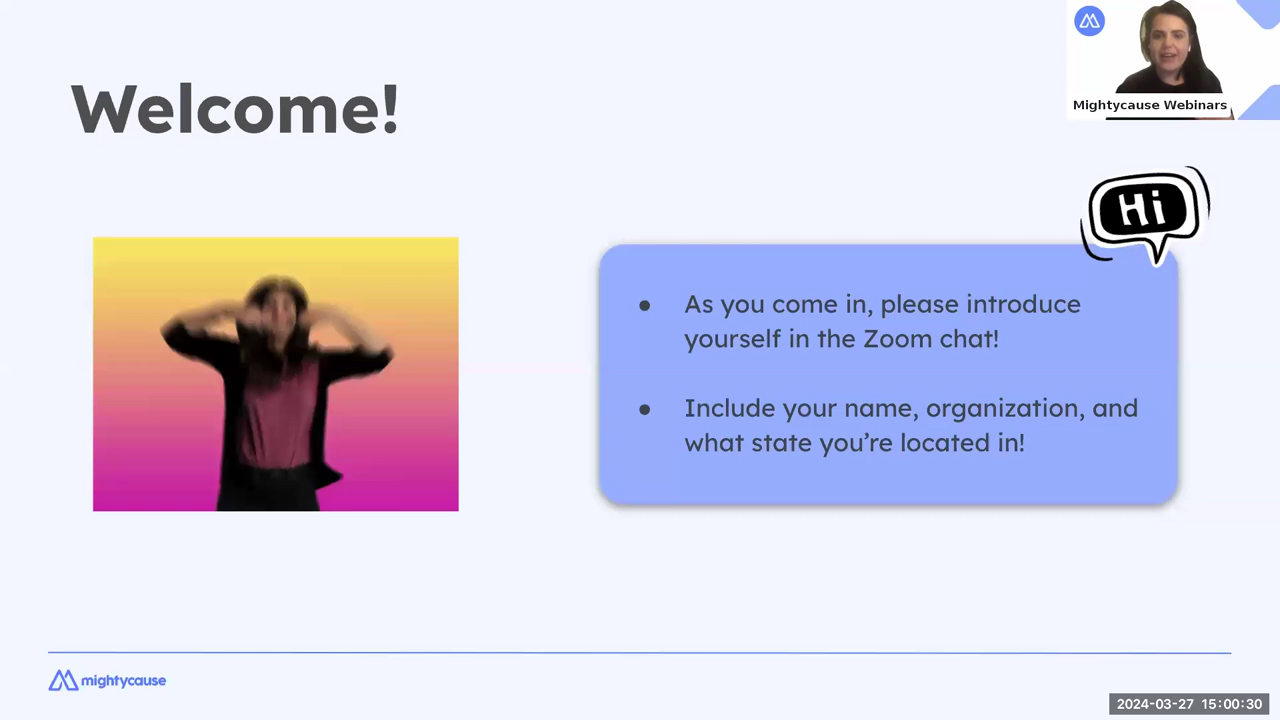 Welcome!
Mightycause Webinars
Hi
● As you come in, please introduce
yourself in the Zoom chat!
● Include your name, organization, and
what state you’re located in!
mightycause
2024-03-27 15:00:30